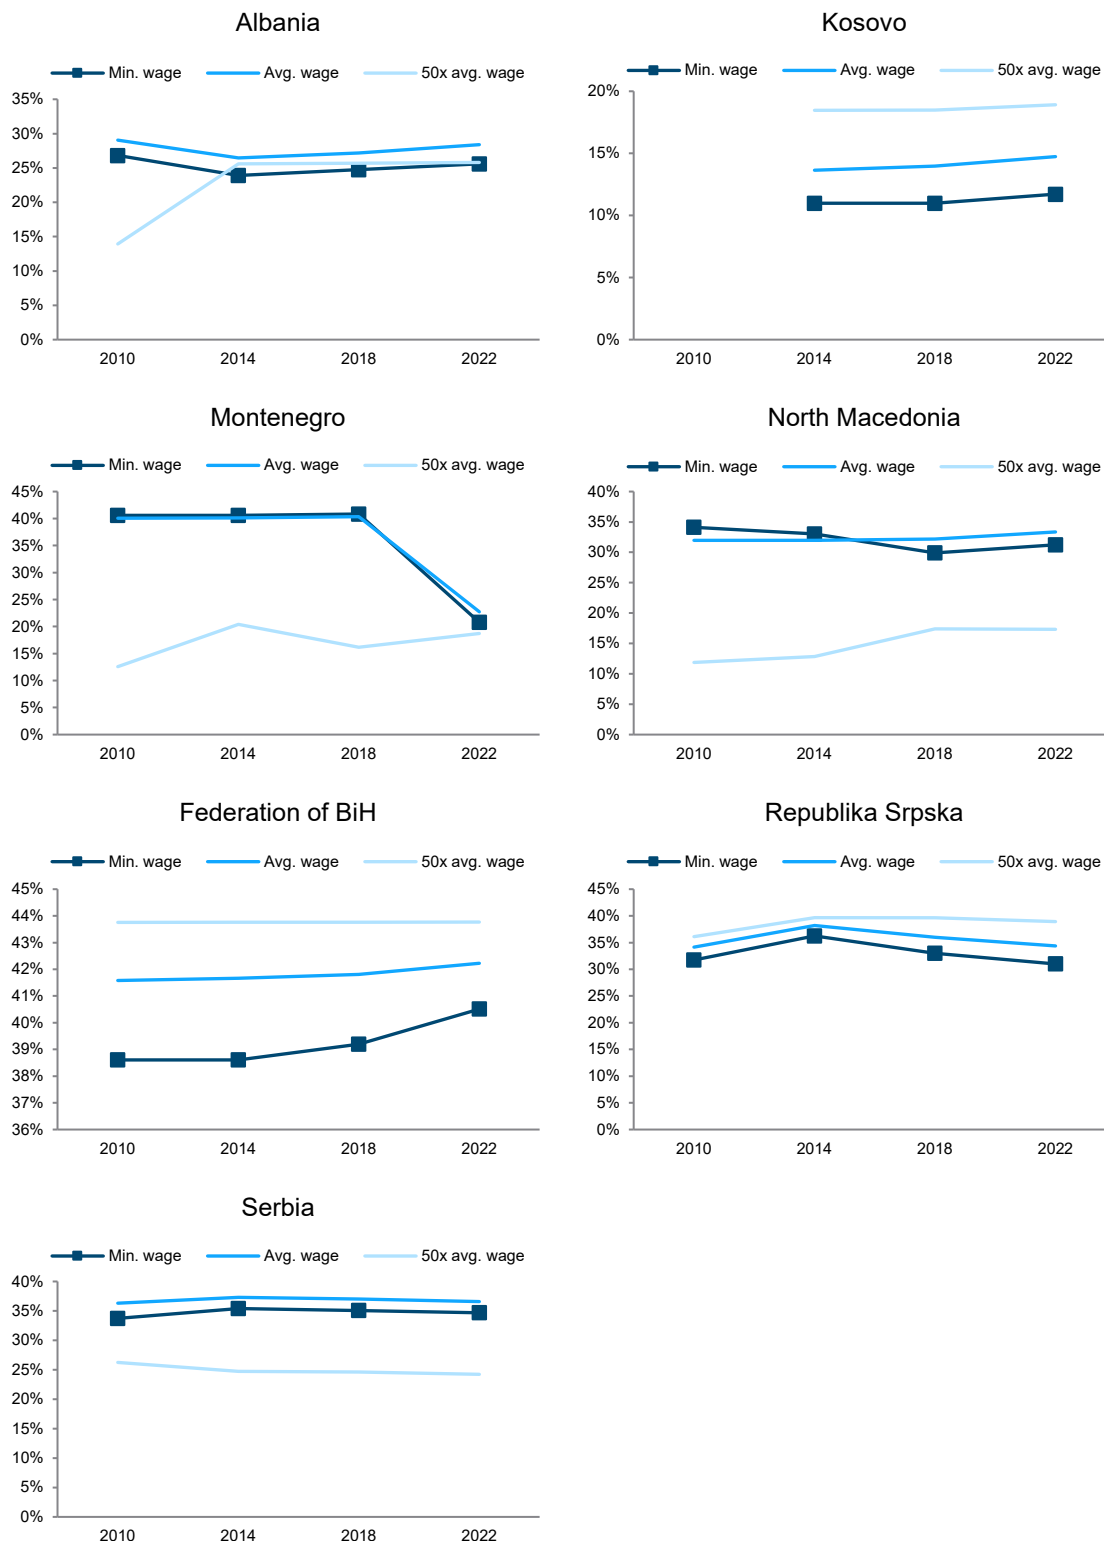 Albania
Min. wage Avg. wage 50x avg. wage
35%
30%
25%
20%
15%
10%
5%
0%
2010 2014 2018 2022
Kosovo
Min. wage Avg. wage 50x avg. wage
20%
15%
10%
5%
0%
2010 2014 2018 2022
Montenegro
Min. wage Avg. wage 50x avg. wage
45%
40%
35%
30%
25%
20%
15%
10%
5%
0%
2010 2014 2018 2022
North Macedonia
Min. wage Avg. wage 50x avg. wage
40%
35%
30%
25%
20%
15%
10%
5%
0%
2010 2014 2018 2022
Federation of BiH
Min. wage Avg. wage 50x avg. wage
45%
44%
43%
42%
41%
40%
39%
38%
37%
36%
2010 2014 2018 2022
Republika Srpska
Min. wage Avg. wage 50x avg. wage
45%
40%
35%
30%
25%
20%
15%
10%
5%
0%
2010 2014 2018 2022
Serbia
Min. wage Avg. wage 50x avg. wage
40%
35%
30%
25%
20%
15%
10%
5%
0%
2010 2014 2018 2022